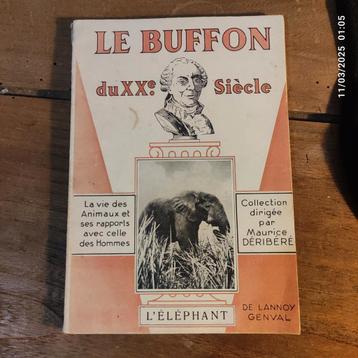 LE BUFFON
du XXe Siècle
La vie des
Animaux et
ses rapports
avec celle
des Hommes
Collection
dirigée
par
Maurice
DÉRIBÉRÉ
L'ÉLÉPHANT
DE LANNOY
GENVAL
11/03/2025 01:05